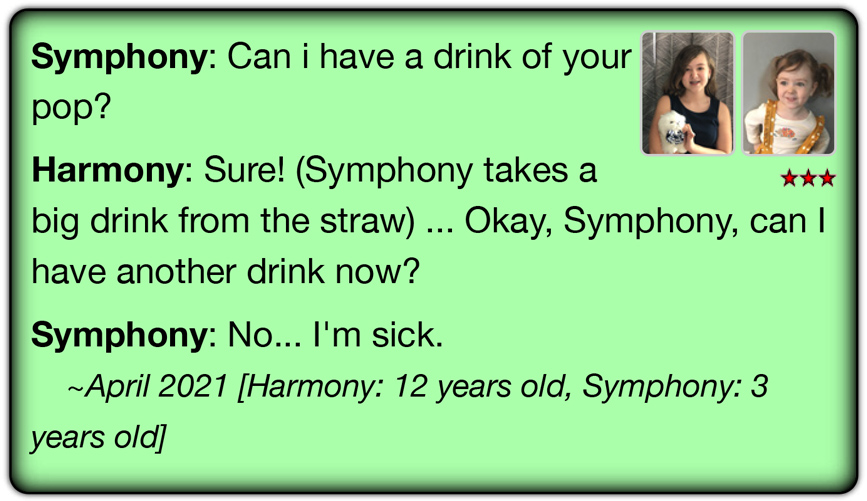 Symphony: Can i have a drink of your
pop?
Harmony: Sure! (Symphony takes a
big drink from the straw) ... Okay, Symphony, can I
have another drink now?
Symphony: No... I'm sick.
~April 2021 [Harmony: 12 years old, Symphony: 3
years old]